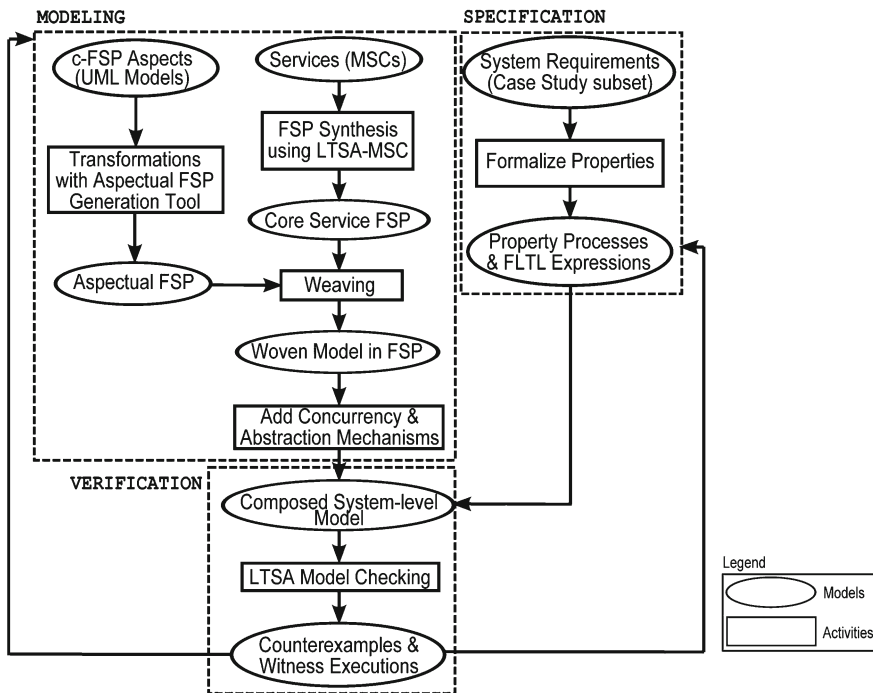 MODELING
c-FSP Aspects
(UML Models)
Transformations
with Aspectual FSP
Generation Tool
Aspectual FSP
Services (MSCs)
FSP Synthesis
using LTSA-MSC
Core Service FSP
Weaving
Woven Model in FSP
Add Concurrency &
Abstraction Mechanisms
SPECIFICATION
System Requirements
(Case Study subset)
Formalize Properties
Property Processes
& FLTL Expressions
VERIFICATION
Composed System-level
Model
LTSA Model Checking
Counterexamples &
Witness Executions
Legend
Models
Activities